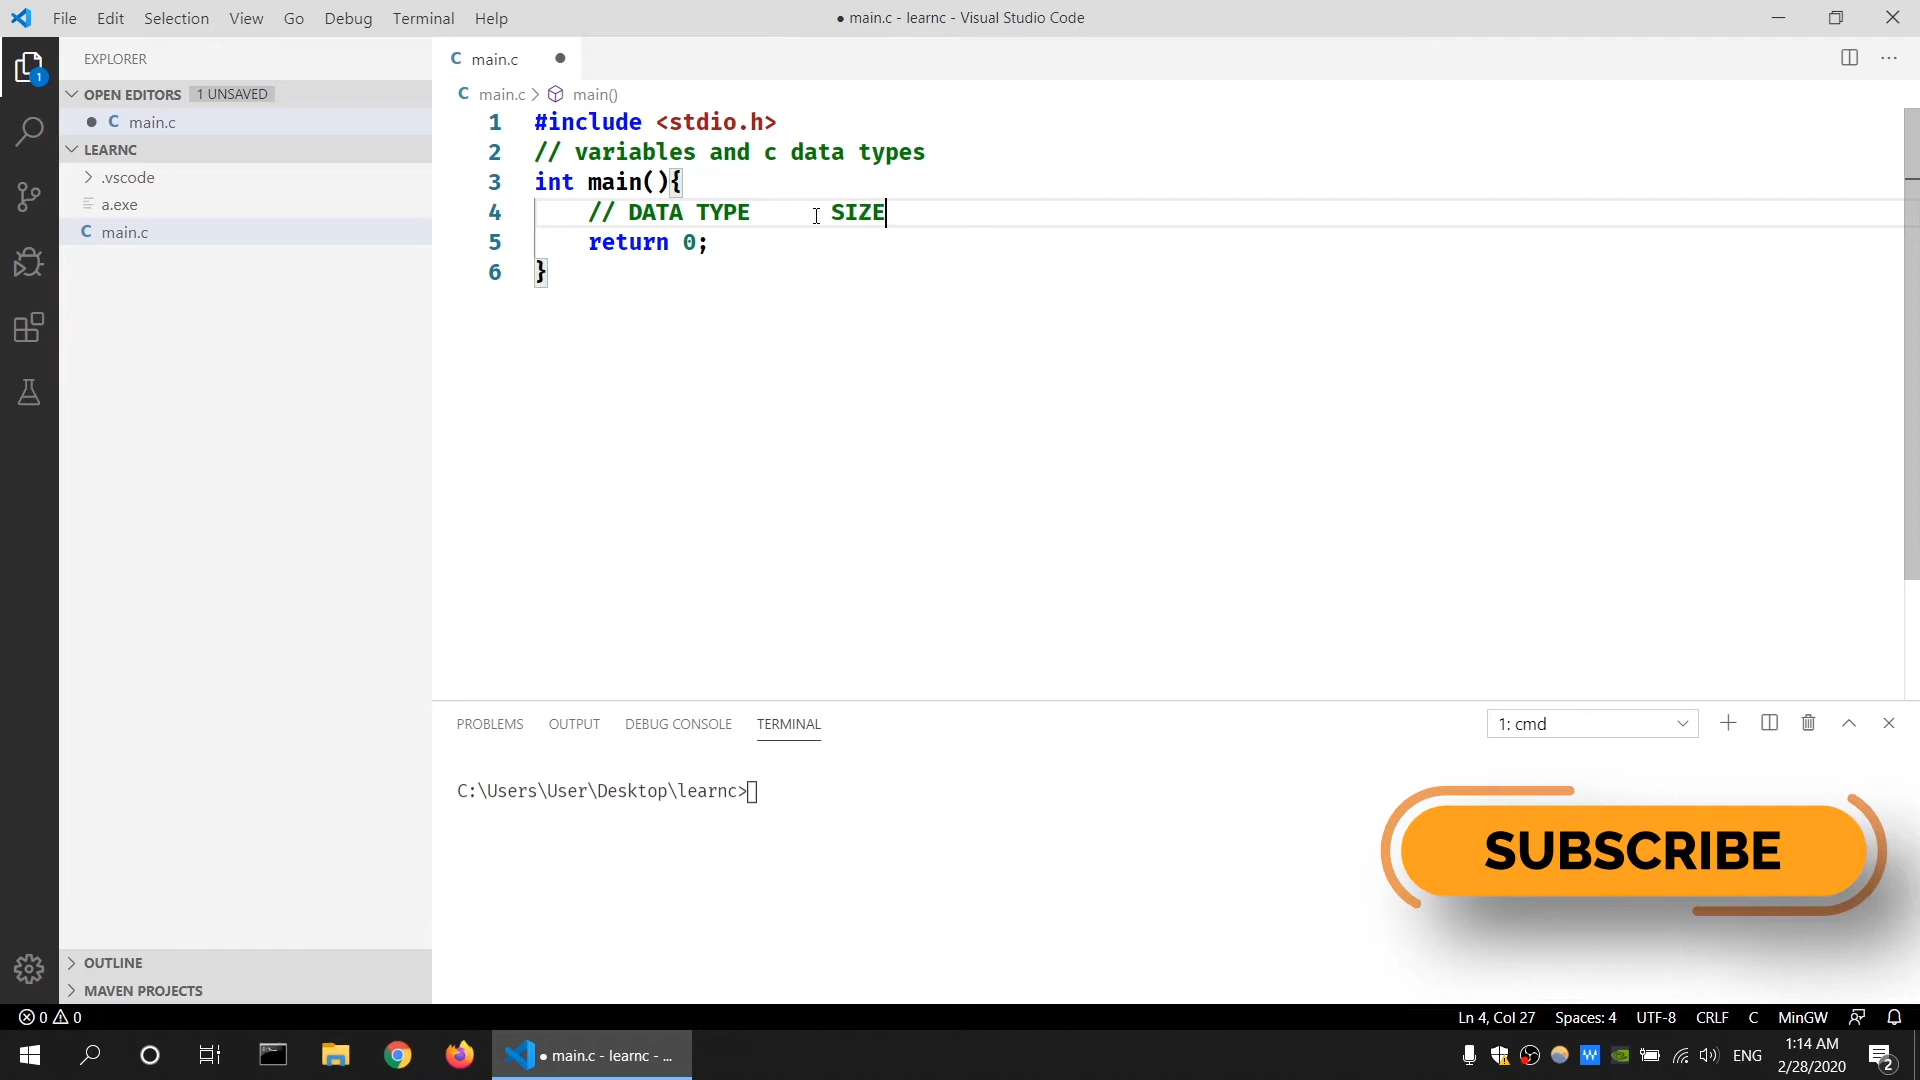 File Edit Selection View Go Debug Terminal Help
● main.c - learnc - Visual Studio Code
EXPLORER
OPEN EDITORS 1 UNSAVED
C main.c
LEARNC
.vscode
a.exe
C main.c
OUTLINE
MAVEN PROJECTS
1
C main.c
C main.c > main()
1 #include <stdio.h>
2 // variables and c data types
3 int main(){
4 // DATA TYPE SIZE
5 return 0;
6 }
PROBLEMS OUTPUT DEBUG CONSOLE TERMINAL
1: cmd
C:\Users\User\Desktop\learnc>
SUBSCRIBE
0 0
Ln 4, Col 27 Spaces: 4 UTF-8 CRLF C MinGW
● main.c - learnc - ...
ENG
1:14 AM
2/28/2020
2